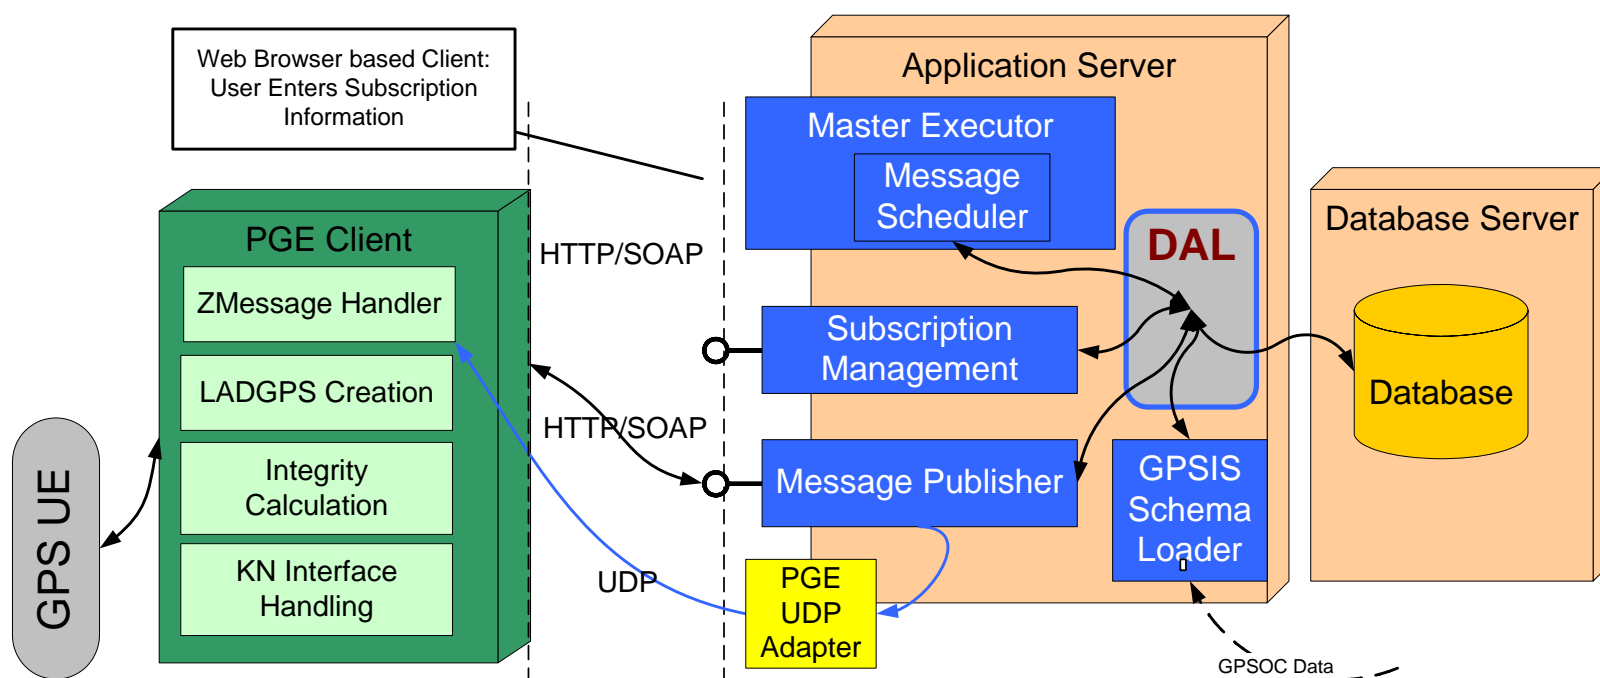 Web Browser based Client:
User Enters Subscription
Information
Application Server
Master Executor
Message
Scheduler
DAL
Database Server
Database
PGE Client
ZMessage Handler
LADGPS Creation
Integrity
Calculation
KN Interface
Handling
GPS UE
HTTP/SOAP
HTTP/SOAP
UDP
Subscription
Management
Message Publisher
GPSIS
Schema
Loader
PGE
UDP
Adapter
GPSOC Data